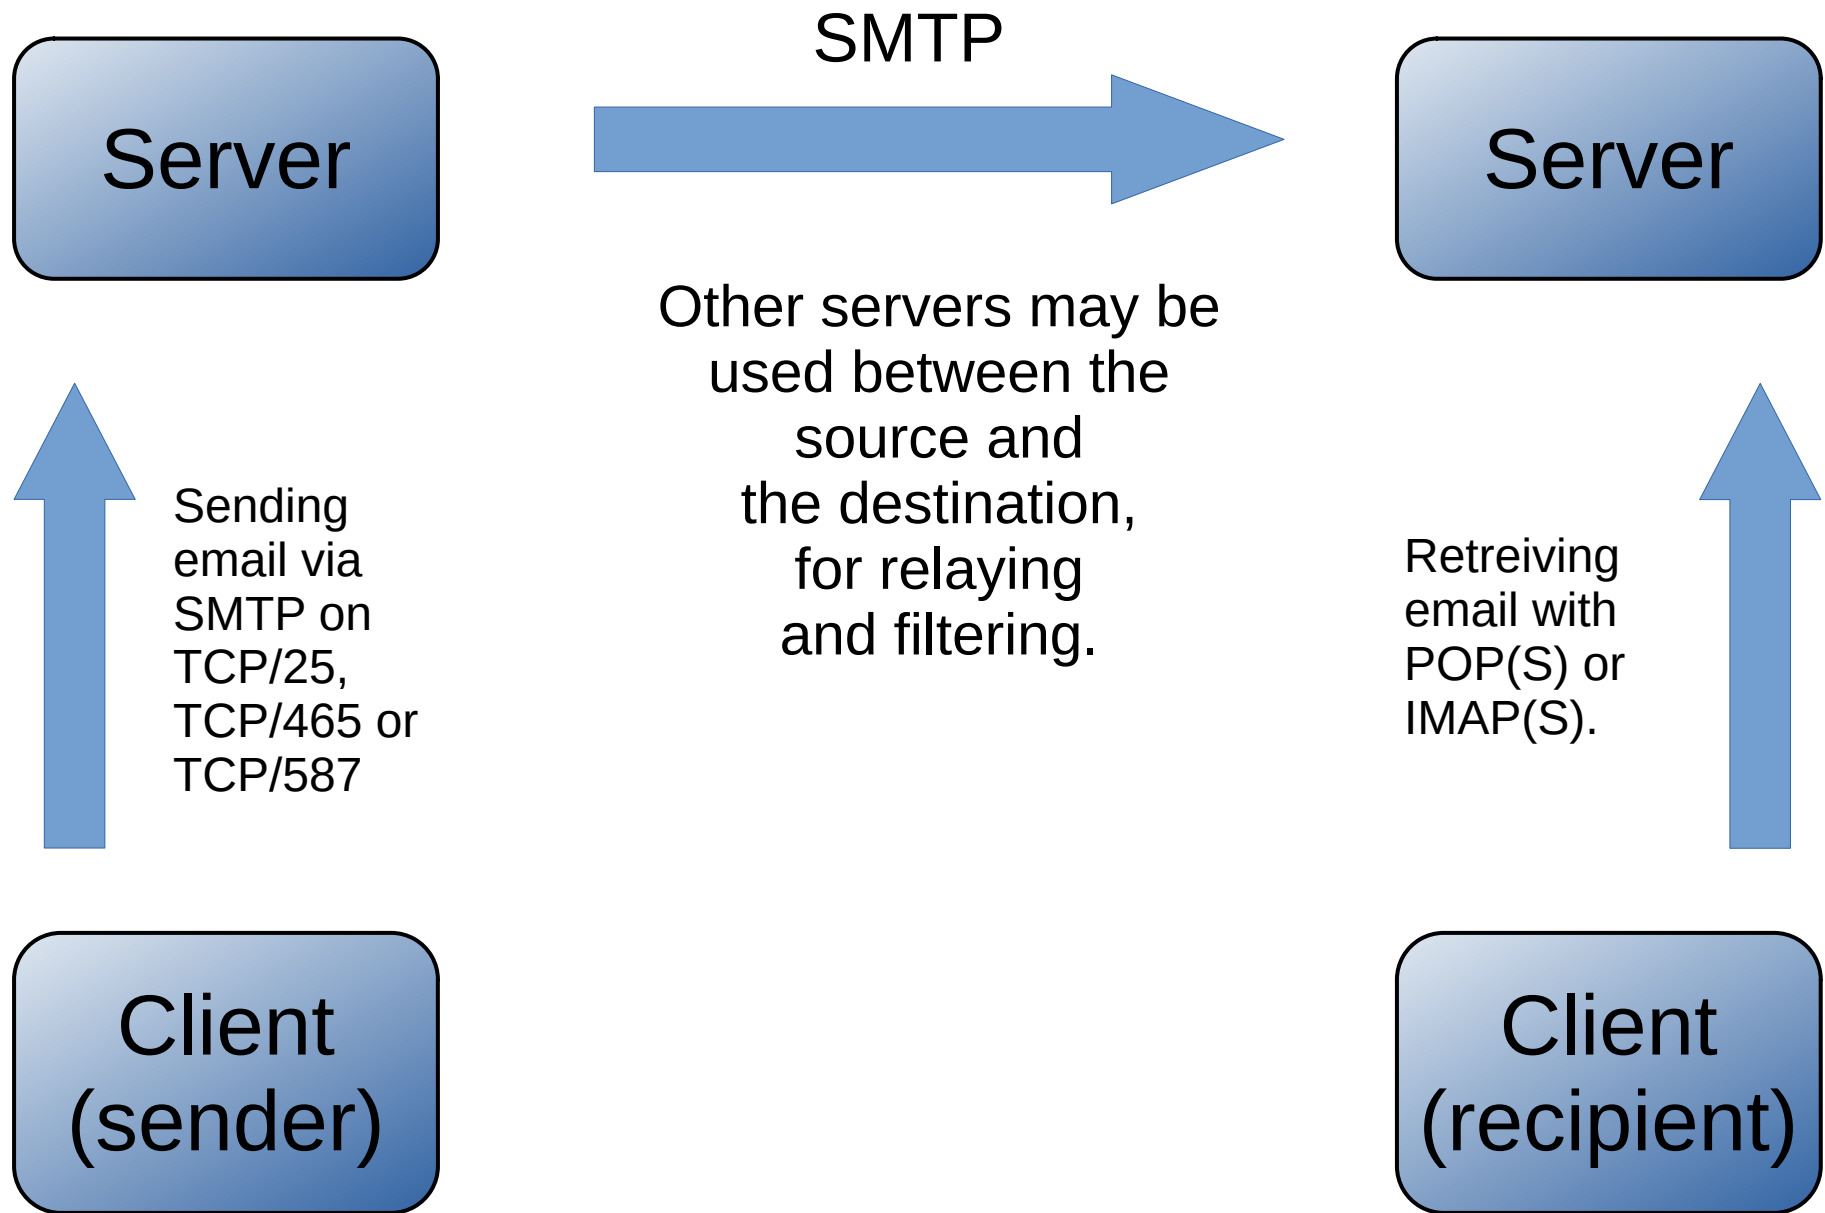 SMTP
Server
Server
Other servers may be
used between the
source and
the destination,
for relaying
and filtering.
Sending
email via
SMTP on
TCP/25,
TCP/465 or
TCP/587
Retreiving
email with
POP(S) or
IMAP(S).
Client
(sender)
Client
(recipient)